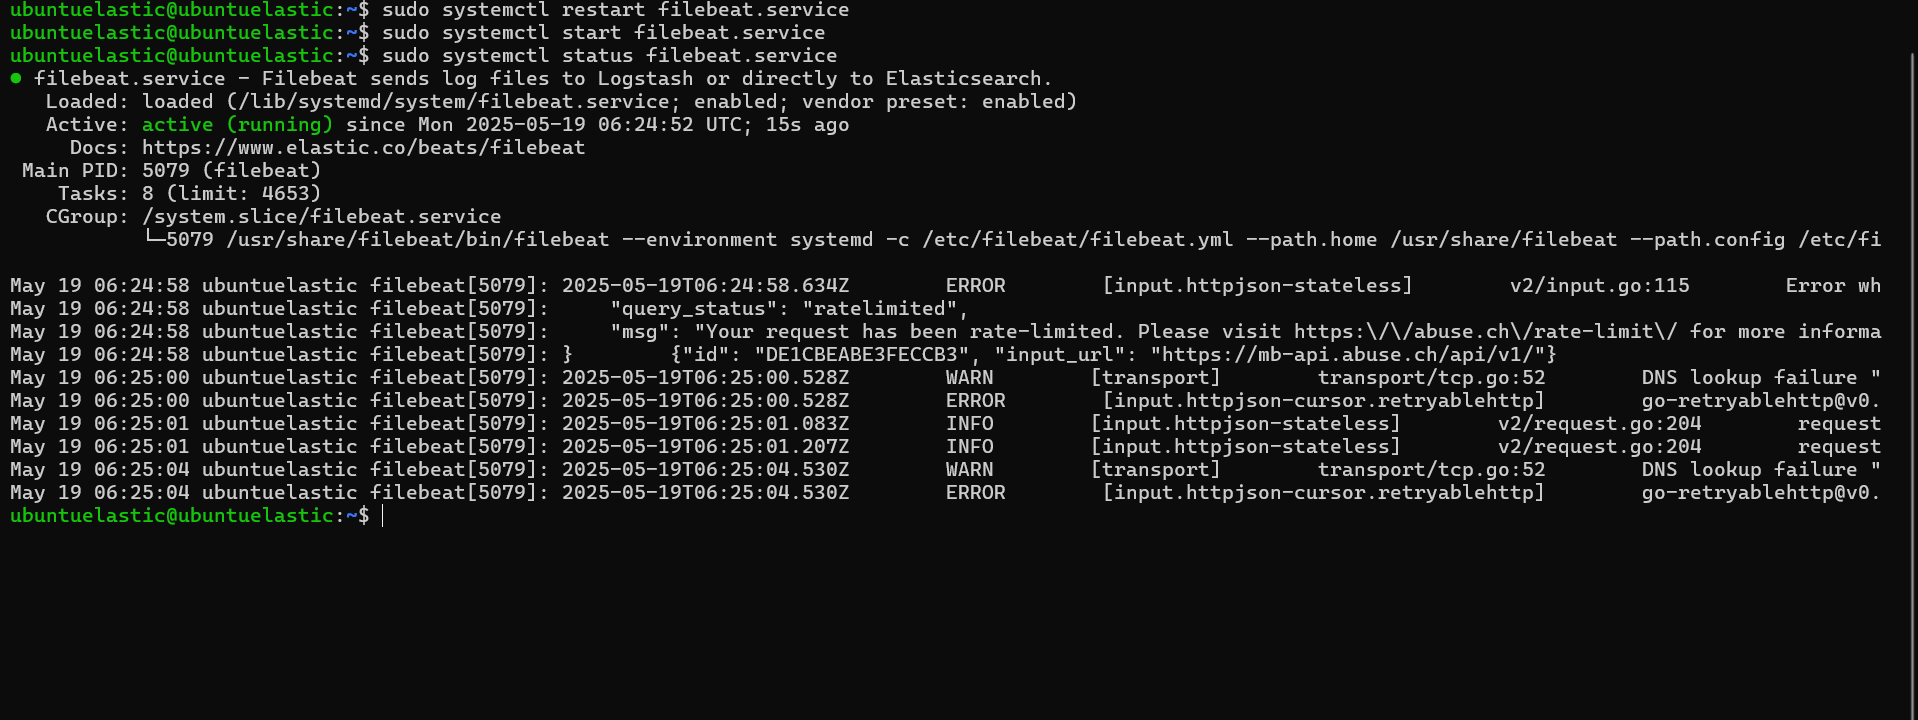 ubuntuelastic@ubuntuelastic:~$ sudo systemctl restart filebeat.service
ubuntuelastic@ubuntuelastic:~$ sudo systemctl start filebeat.service
ubuntuelastic@ubuntuelastic:~$ sudo systemctl status filebeat.service
● filebeat.service - Filebeat sends log files to Logstash or directly to Elasticsearch.
   Loaded: loaded (/lib/systemd/system/filebeat.service; enabled; vendor preset: enabled)
   Active: active (running) since Mon 2025-05-19 06:24:52 UTC; 15s ago
     Docs: https://www.elastic.co/beats/filebeat
 Main PID: 5079 (filebeat)
    Tasks: 8 (limit: 4653)
   CGroup: /system.slice/filebeat.service
           └─5079 /usr/share/filebeat/bin/filebeat --environment systemd -c /etc/filebeat/filebeat.yml --path.home /usr/share/filebeat --path.config /etc/fi
May 19 06:24:58 ubuntuelastic filebeat[5079]: 2025-05-19T06:24:58.634Z        ERROR        [input.httpjson-stateless]        v2/input.go:115        Error wh
May 19 06:24:58 ubuntuelastic filebeat[5079]:     "query_status": "ratelimited",
May 19 06:24:58 ubuntuelastic filebeat[5079]:     "msg": "Your request has been rate-limited. Please visit https:\/\/abuse.ch\/rate-limit\/ for more informa
May 19 06:24:58 ubuntuelastic filebeat[5079]: }        {"id": "DE1CBEABE3FECCB3", "input_url": "https://mb-api.abuse.ch/api/v1/"}
May 19 06:25:00 ubuntuelastic filebeat[5079]: 2025-05-19T06:25:00.528Z        WARN        [transport]        transport/tcp.go:52        DNS lookup failure "
May 19 06:25:00 ubuntuelastic filebeat[5079]: 2025-05-19T06:25:00.528Z        ERROR        [input.httpjson-cursor.retryablehttp]        go-retryablehttp@v0.
May 19 06:25:01 ubuntuelastic filebeat[5079]: 2025-05-19T06:25:01.083Z        INFO        [input.httpjson-stateless]        v2/request.go:204        request
May 19 06:25:01 ubuntuelastic filebeat[5079]: 2025-05-19T06:25:01.207Z        INFO        [input.httpjson-stateless]        v2/request.go:204        request
May 19 06:25:04 ubuntuelastic filebeat[5079]: 2025-05-19T06:25:04.530Z        WARN        [transport]        transport/tcp.go:52        DNS lookup failure "
May 19 06:25:04 ubuntuelastic filebeat[5079]: 2025-05-19T06:25:04.530Z        ERROR        [input.httpjson-cursor.retryablehttp]        go-retryablehttp@v0.
ubuntuelastic@ubuntuelastic:~$